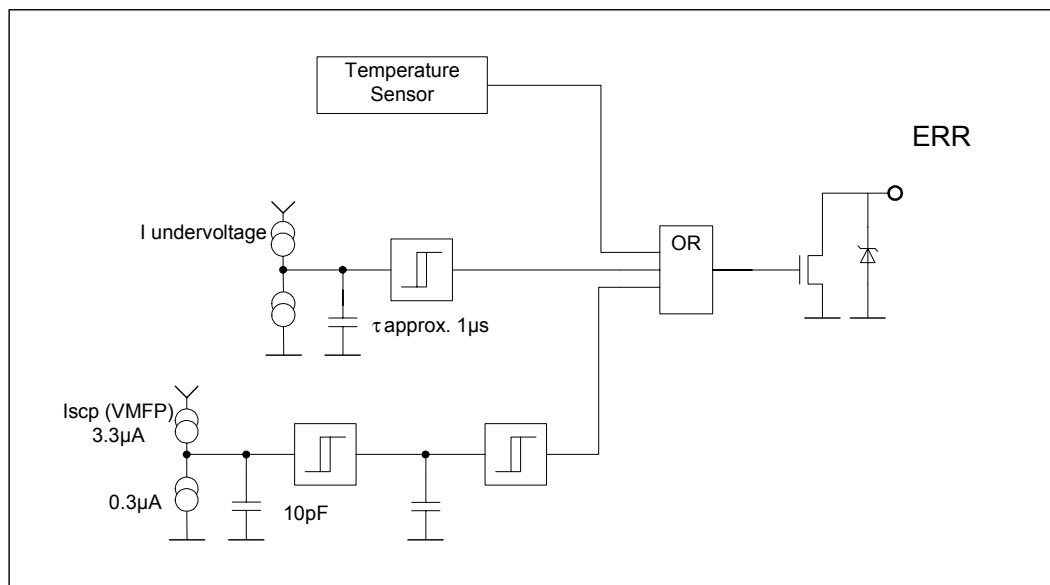 Temperature
Sensor
ERR
I undervoltage
OR
τ approx. 1µs
Iscp (VMFP)
3.3µA
0.3µA
10pF